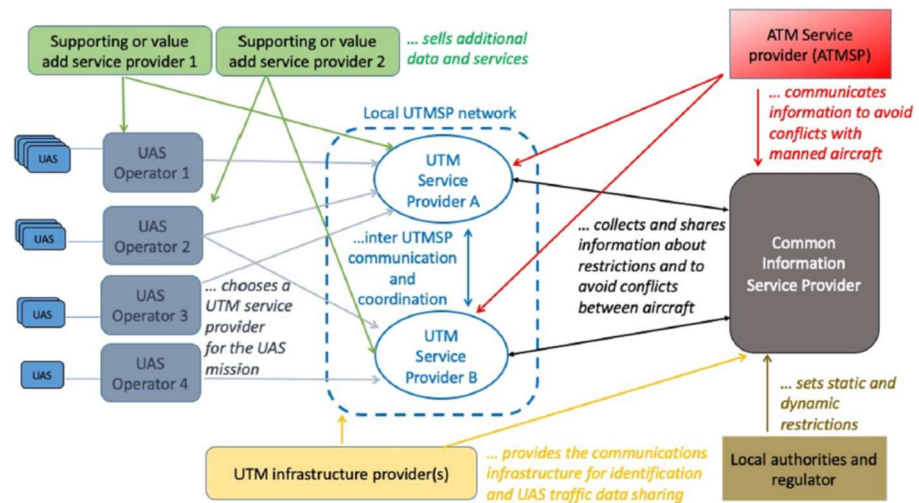 Supporting or value
add service provider 1
Supporting or value
add service provider 2
... sells additional
data and services
ATM Service
provider (ATMSP)
Local UTMSP network
... communicates
information to avoid
conflicts with
manned aircraft
UAS
UAS
Operator 1
UTM
Service
Provider A
UAS
UAS
Operator 2
...inter UTMSP
communication
and
coordination
... collects and shares
information about
restrictions and to
avoid conflicts
between aircraft
Common
Information
Service Provider
UAS
UAS
Operator 3
... chooses a
UTM service
provider
for the UAS
mission
UAS
UAS
Operator 4
UTM
Service
Provider B
... sets static and
dynamic
restrictions
UTM infrastructure provider(s)
... provides the communications
infrastructure for identification
and UAS traffic data sharing
Local authorities and
regulator